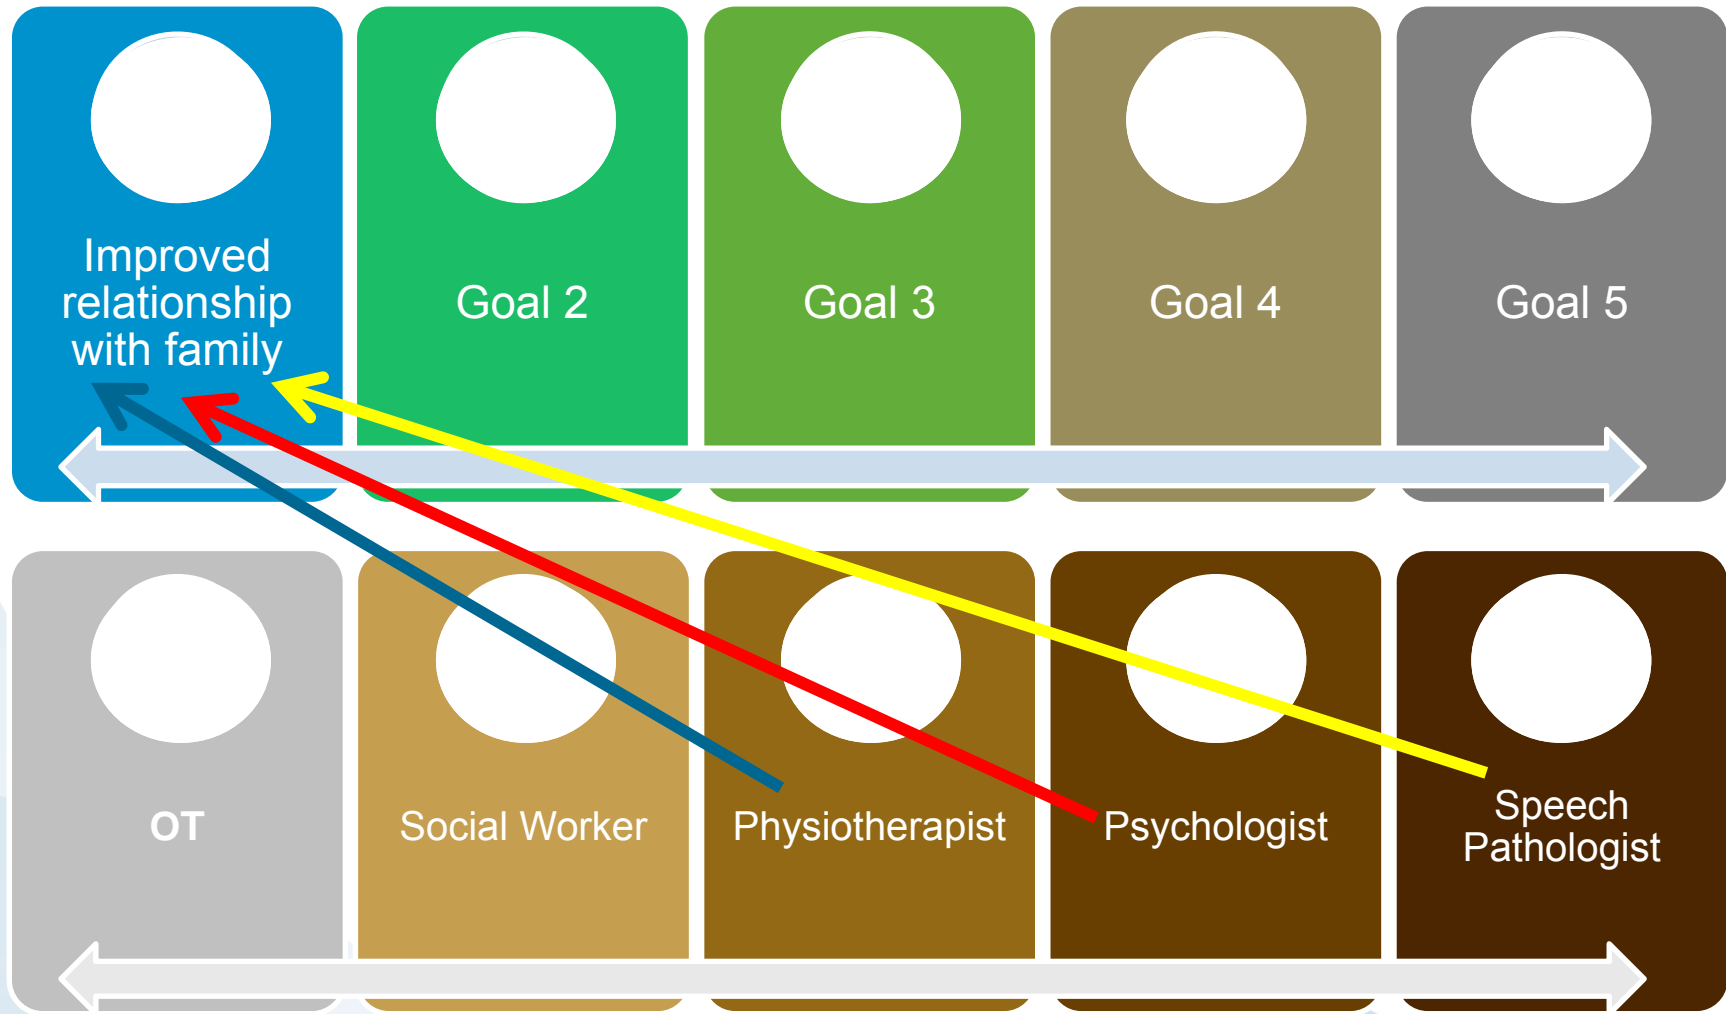 Improved
relationship
with family
Goal 2
Goal 3
Goal 4
Goal 5
OT
Social Worker
Physiotherapist
Psychologist
Speech
Pathologist